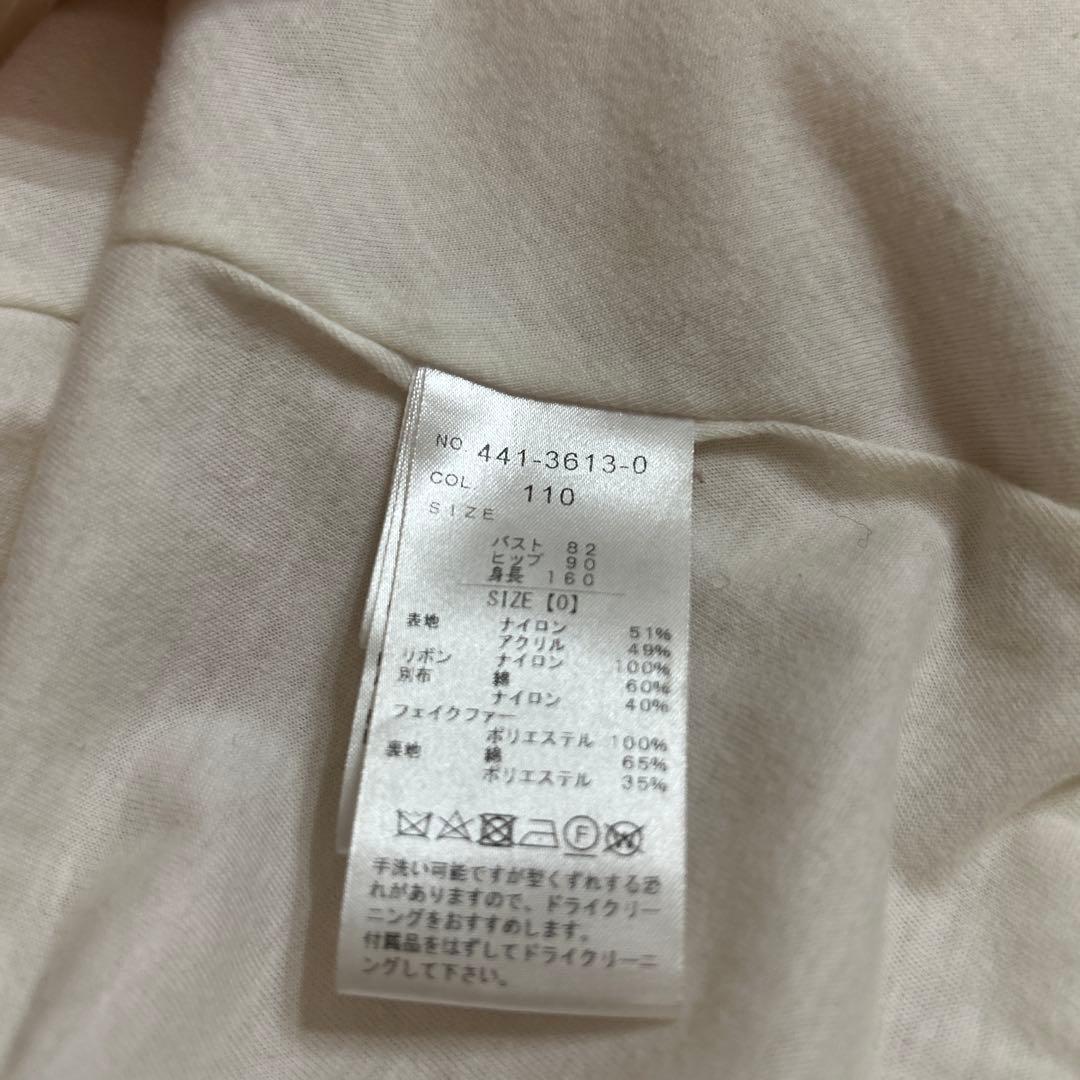 NO. 441-3613-0
COL. 110
SIZE
バスト 82
ヒップ 90
身長 160
SIZE【0】
表地 ナイロン 51%
アクリル 49%
リボン ナイロン 100%
別布 綿 60%
ナイロン 40%
フェイクファー
ポリエステル 100%
裏地 綿 65%
ポリエステル 35%
F W
手洗い可能ですが型くずれする恐
れがありますので、ドライクリー
ニングをおすすめします。
付属品をはずしてドライクリーニ
ングして下さい。